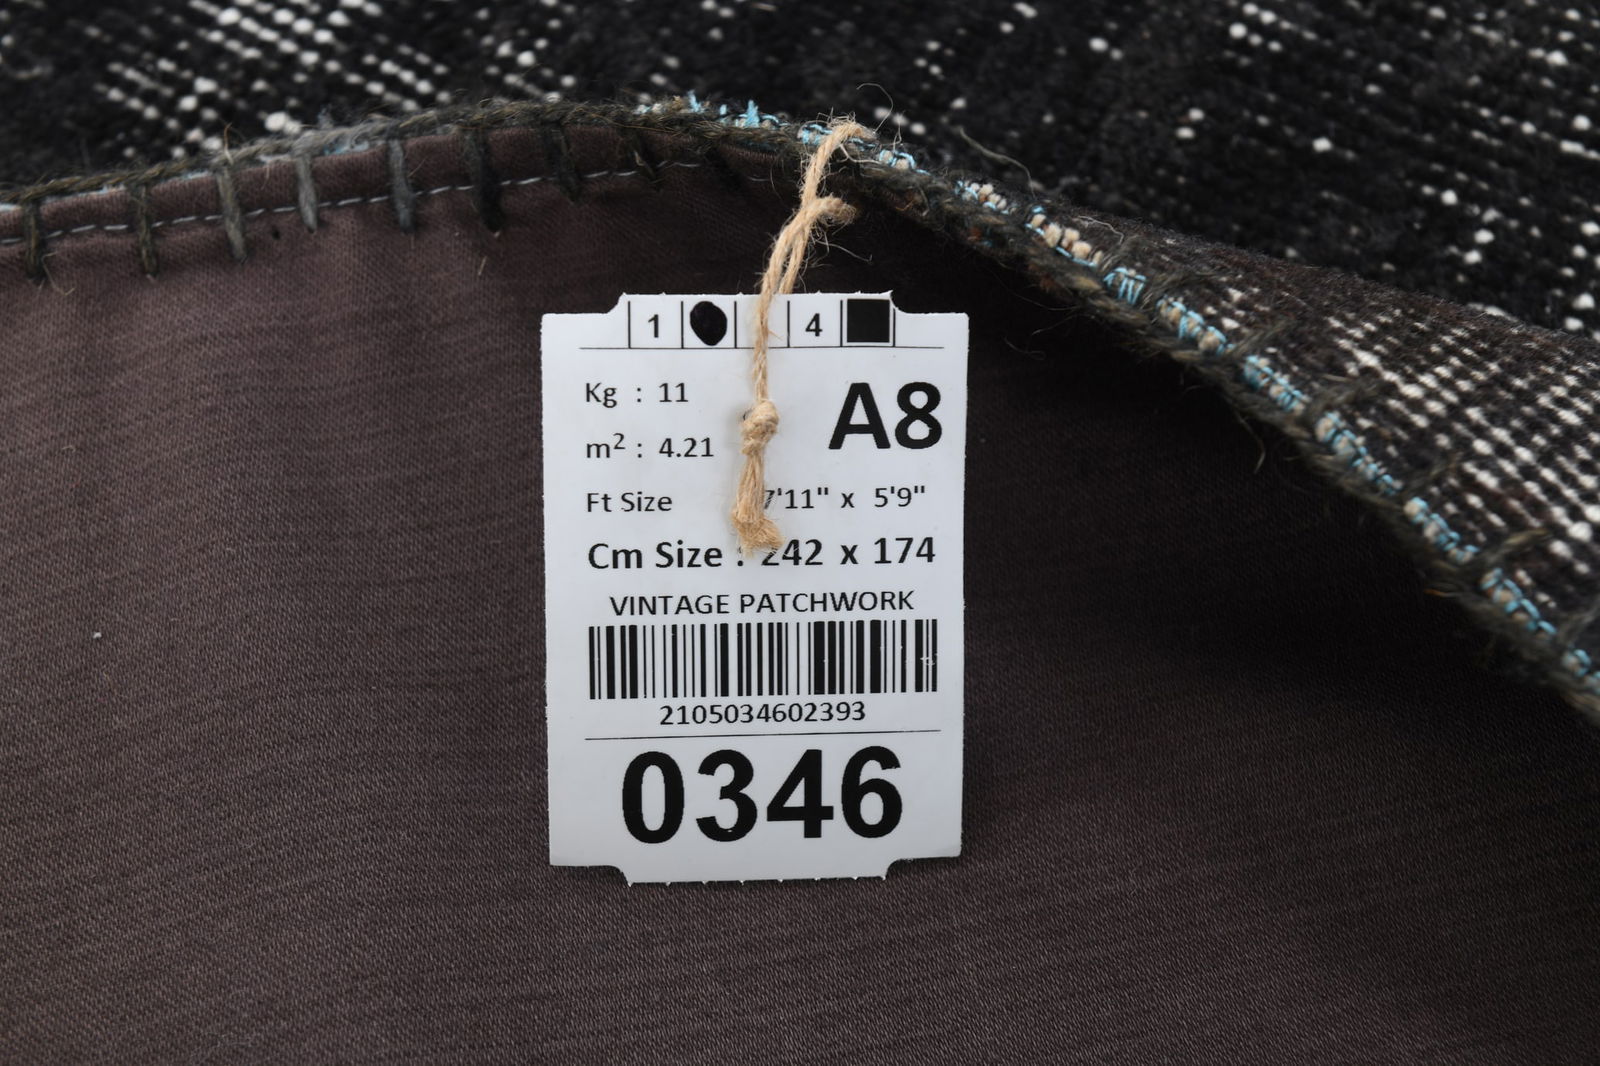 1 4
Kg : 11
A8
m² : 4.21
Ft Size 7'11" x 5'9"
Cm Size : 242 x 174
VINTAGE PATCHWORK
2105034602393
0346